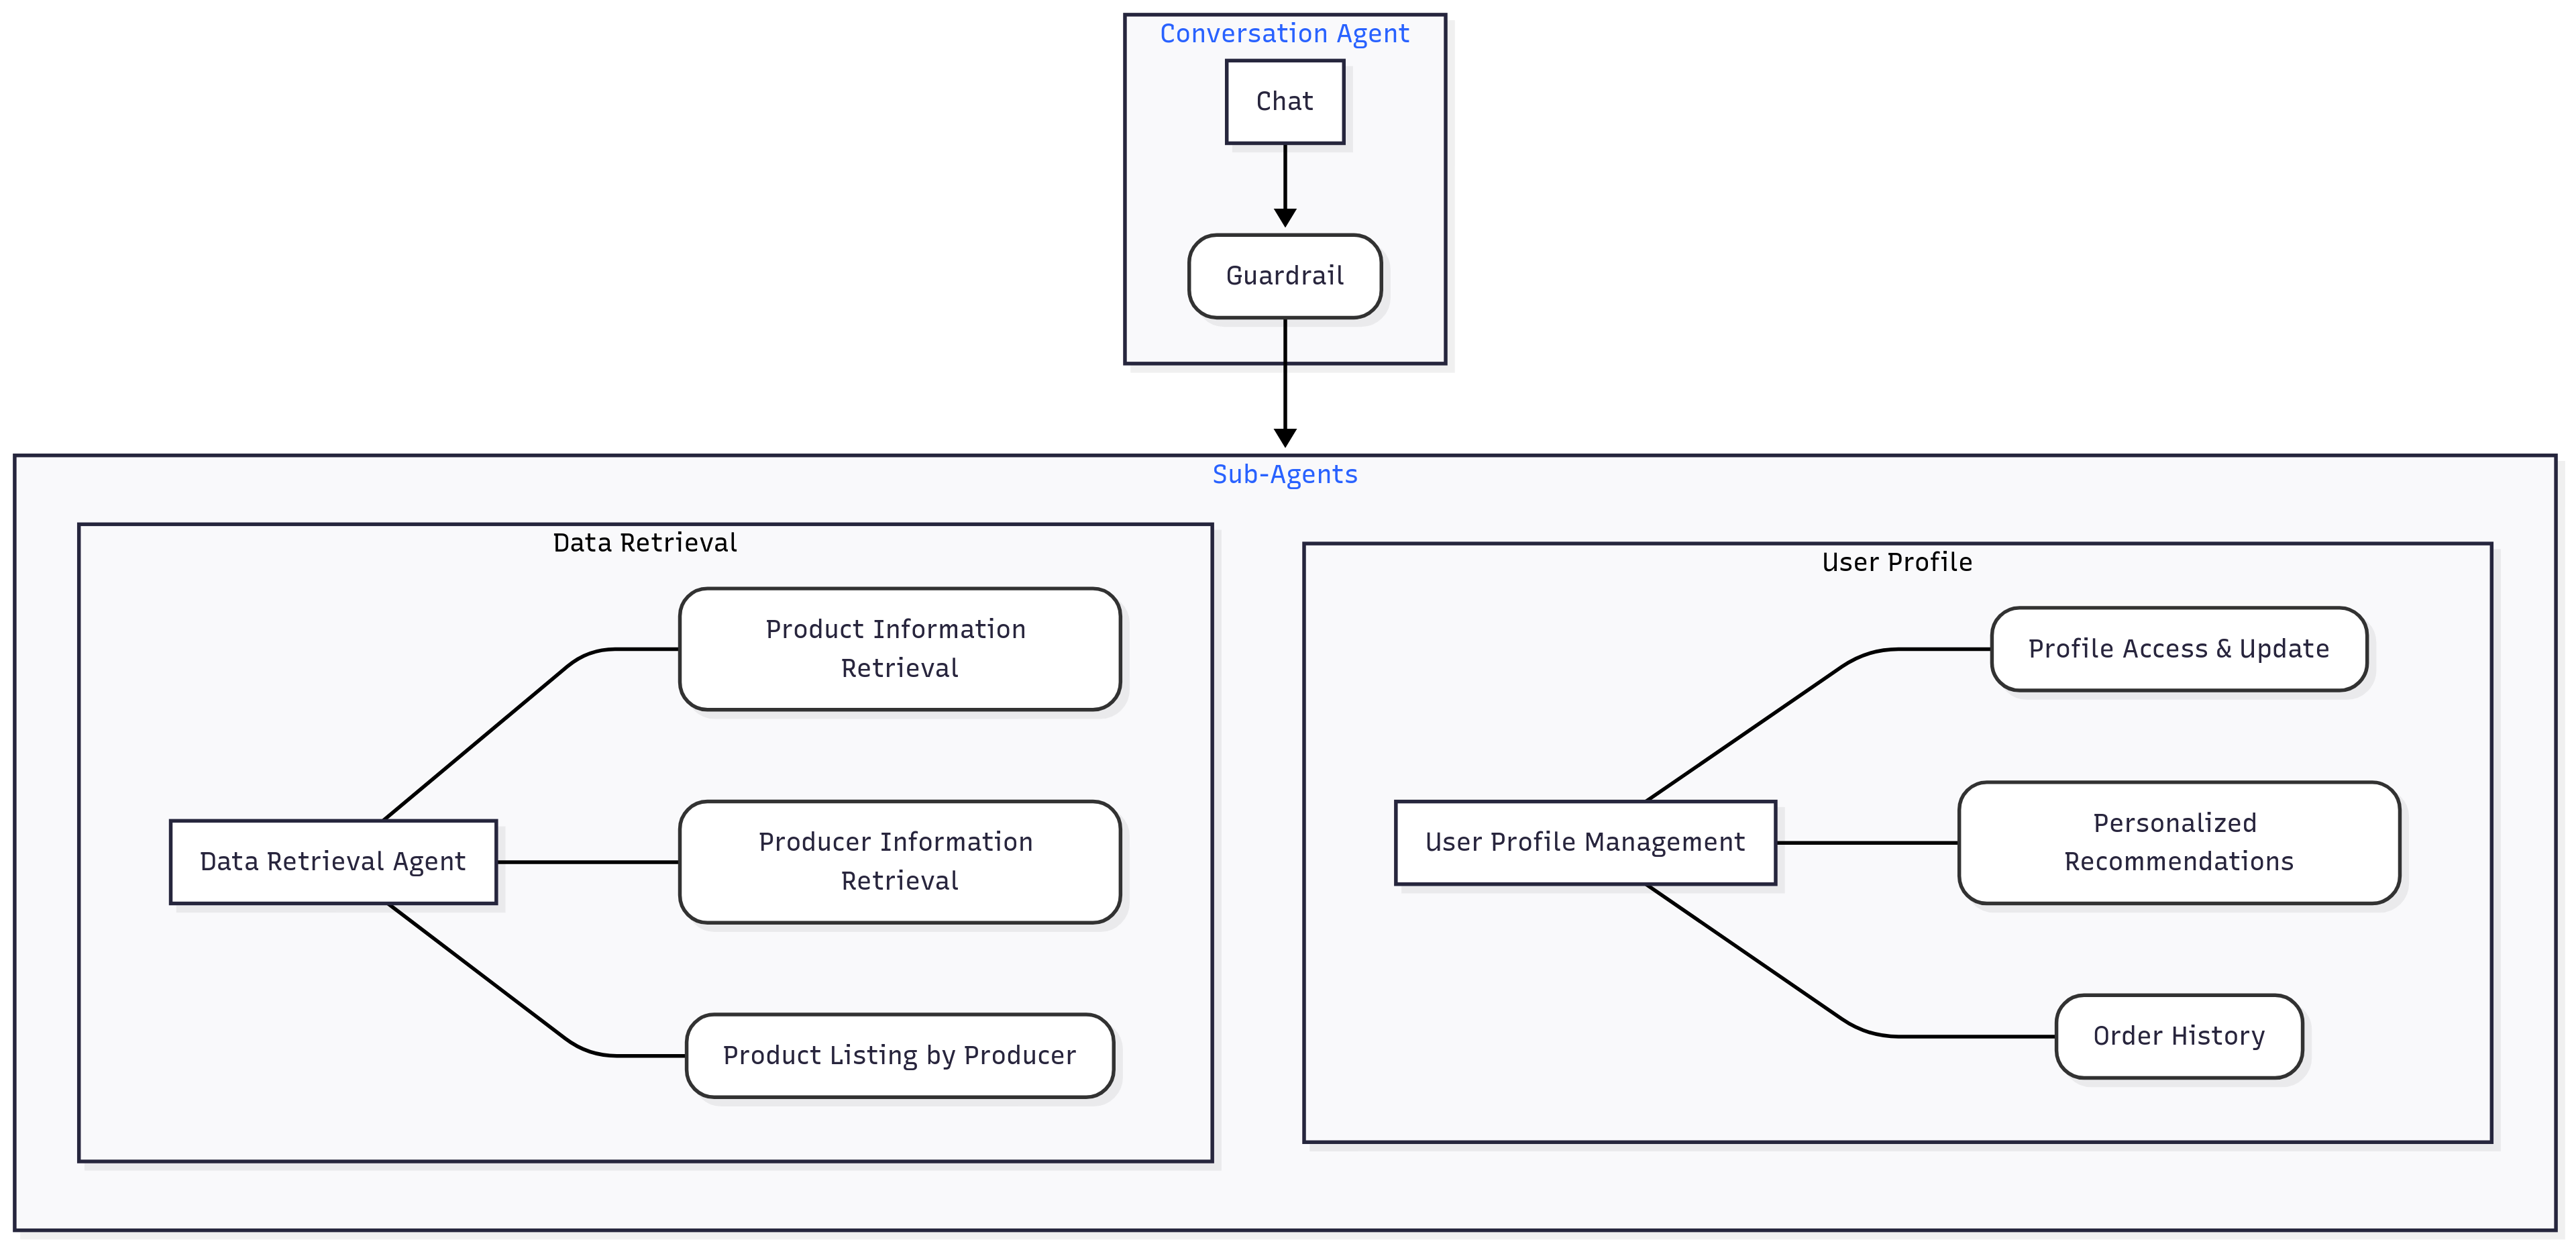 Conversation Agent
Chat
Guardrail
Sub-Agents
Data Retrieval
Product Information
Retrieval
Data Retrieval Agent
Producer Information
Retrieval
Product Listing by Producer
User Profile
Profile Access & Update
User Profile Management
Personalized
Recommendations
Order History